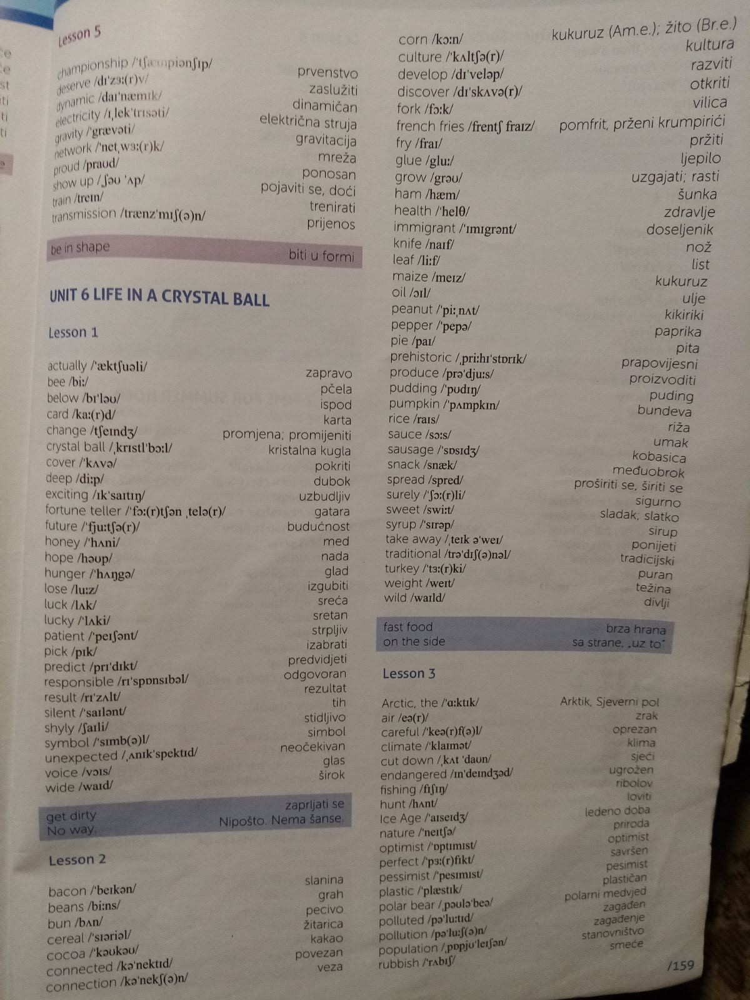 Lesson 5
championship /ˈtʃæmpiənʃɪp/ prvenstvo
deserve /dɪˈzɜː(r)v/ zaslužiti
dynamic /daɪˈnæmɪk/ dinamičan
electricity /ɪˌlekˈtrɪsəti/ električna struja
gravity /ˈɡrævəti/ gravitacija
network /ˈnetˌwɜː(r)k/ mreža
proud /praʊd/ ponosan
show up /ˌʃəʊ ˈʌp/ pojaviti se, doći
train /treɪn/ trenirati
transmission /trænzˈmɪʃ(ə)n/ prijenos
be in shape biti u formi
UNIT 6 LIFE IN A CRYSTAL BALL
Lesson 1
actually /ˈæktʃuəli/ zapravo
bee /biː/ pčela
below /bɪˈləʊ/ ispod
card /kaː(r)d/ karta
change /tʃeɪndʒ/ promjena; promijeniti
crystal ball /ˌkrɪstlˈbɔːl/ kristalna kugla
cover /ˈkʌvə/ pokriti
deep /diːp/ dubok
exciting /ɪkˈsaɪtɪŋ/ uzbudljiv
fortune teller /ˈfɔː(r)tʃən ˌtelə(r)/ gatara
future /ˈfjuːtʃə(r)/ budućnost
honey /ˈhʌni/ med
hope /həʊp/ nada
hunger /ˈhʌŋɡə/ glad
lose /luːz/ izgubiti
luck /lʌk/ sreća
lucky /ˈlʌki/ sretan
patient /ˈpeɪʃənt/ strpljiv
pick /pɪk/ izabrati
predict /prɪˈdɪkt/ predvidjeti
responsible /rɪˈspɒnsɪbəl/ odgovoran
result /rɪˈzʌlt/ rezultat
silent /ˈsaɪlənt/ tih
shyly /ʃaɪli/ stidljivo
symbol /ˈsɪmb(ə)l/ simbol
unexpected /ˌʌnɪkˈspektɪd/ neočekivan
voice /vɔɪs/ glas
wide /waɪd/ širok
get dirty zaprljati se
No way. Nipošto. Nema šanse.
Lesson 2
bacon /ˈbeɪkən/ slanina
beans /biːns/ grah
bun /bʌn/ pecivo
cereal /ˈsɪəriəl/ žitarica
cocoa /ˈkəʊkəʊ/ kakao
connected /kəˈnektɪd/ povezan
connection /kəˈnekʃ(ə)n/ veza
corn /kɔːn/ kukuruz (Am.e.); žito (Br.e.)
culture /ˈkʌltʃə(r)/ kultura
develop /dɪˈveləp/ razviti
discover /dɪˈskʌvə(r)/ otkriti
fork /fɔːk/ vilica
french fries /frentʃ fraɪz/ pomfrit, prženi krumpirići
fry /fraɪ/ pržiti
glue /ɡluː/ ljepilo
grow /ɡrəʊ/ uzgajati; rasti
ham /hæm/ šunka
health /ˈhelθ/ zdravlje
immigrant /ˈɪmɪɡrənt/ doseljenik
knife /naɪf/ nož
leaf /liːf/ list
maize /meɪz/ kukuruz
oil /ɔɪl/ ulje
peanut /ˈpiːˌnʌt/ kikiriki
pepper /ˈpepə/ paprika
pie /paɪ/ pita
prehistoric /ˌpriːhɪˈstɒrɪk/ prapovijesni
produce /prəˈdjuːs/ proizvoditi
pudding /ˈpʊdɪŋ/ puding
pumpkin /ˈpʌmpkɪn/ bundeva
rice /raɪs/ riža
sauce /sɔːs/ umak
sausage /ˈsɒsɪdʒ/ kobasica
snack /snæk/ međuobrok
spread /spred/ proširiti se, širiti se
surely /ˈʃɔː(r)li/ sigurno
sweet /swiːt/ sladak; slatko
syrup /ˈsɪrəp/ sirup
take away /ˌteɪk əˈweɪ/ ponijeti
traditional /trəˈdɪʃ(ə)nəl/ tradicijski
turkey /ˈtɜː(r)ki/ puran
weight /weɪt/ težina
wild /waɪld/ divlji
fast food brza hrana
on the side sa strane, „uz to“
Lesson 3
Arctic, the /ˈɑːktɪk/ Arktik, Sjeverni pol
air /eə(r)/ zrak
careful /ˈkeə(r)f(ə)l/ oprezan
climate /ˈklaɪmət/ klima
cut down /ˌkʌt ˈdaʊn/ sjeći
endangered /ɪnˈdeɪndʒəd/ ugrožen
fishing /fɪʃɪŋ/ ribolov
hunt /hʌnt/ loviti
Ice Age /ˈaɪseɪdʒ/ ledeno doba
nature /ˈneɪtʃə/ priroda
optimist /ˈɒptɪmɪst/ optimist
perfect /ˈpɜː(r)fɪkt/ savršen
pessimist /ˈpesɪmɪst/ pesimist
plastic /ˈplæstɪk/ plastičan
polar bear /ˌpəʊləˈbeə/ polarni medvjed
polluted /pəˈluːtɪd/ zagađen
pollution /pəˈluːʃ(ə)n/ zagađenje
population /ˌpɒpjʊˈleɪʃən/ stanovništvo
rubbish /ˈrʌbɪʃ/ smeće
/159